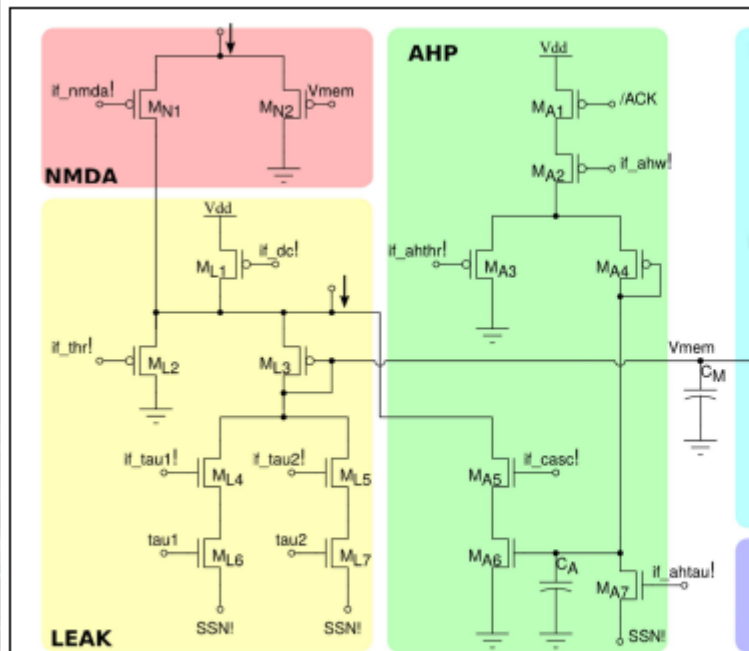 AHP
Vdd
if_nmda!
MN1
MN2
Vmem
MA1
/ACK
NMDA
MA2
if_ahw!
Vdd
ML1
if_dc!
if_ahthr!
MA3
MA4
if_thr!
ML2
ML3
Vmem
CM
if_tau1!
ML4
if_tau2!
ML5
MA5
if_casc!
tau1
ML6
tau2
ML7
MA6
CA
MA7
if_ahtau!
SSN!
SSN!
SSN!
LEAK